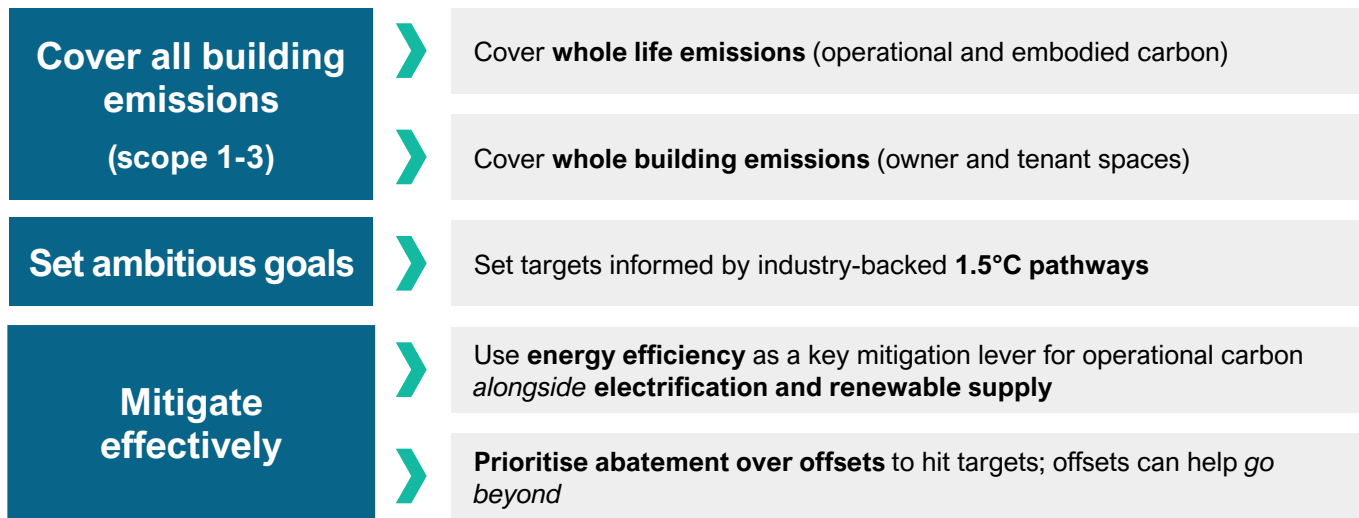 Cover all building
emissions
(scope 1-3)
Cover whole life emissions (operational and embodied carbon)
Cover whole building emissions (owner and tenant spaces)
Set ambitious goals
Set targets informed by industry-backed 1.5°C pathways
Mitigate
effectively
Use energy efficiency as a key mitigation lever for operational carbon
alongside electrification and renewable supply
Prioritise abatement over offsets to hit targets; offsets can help go
beyond